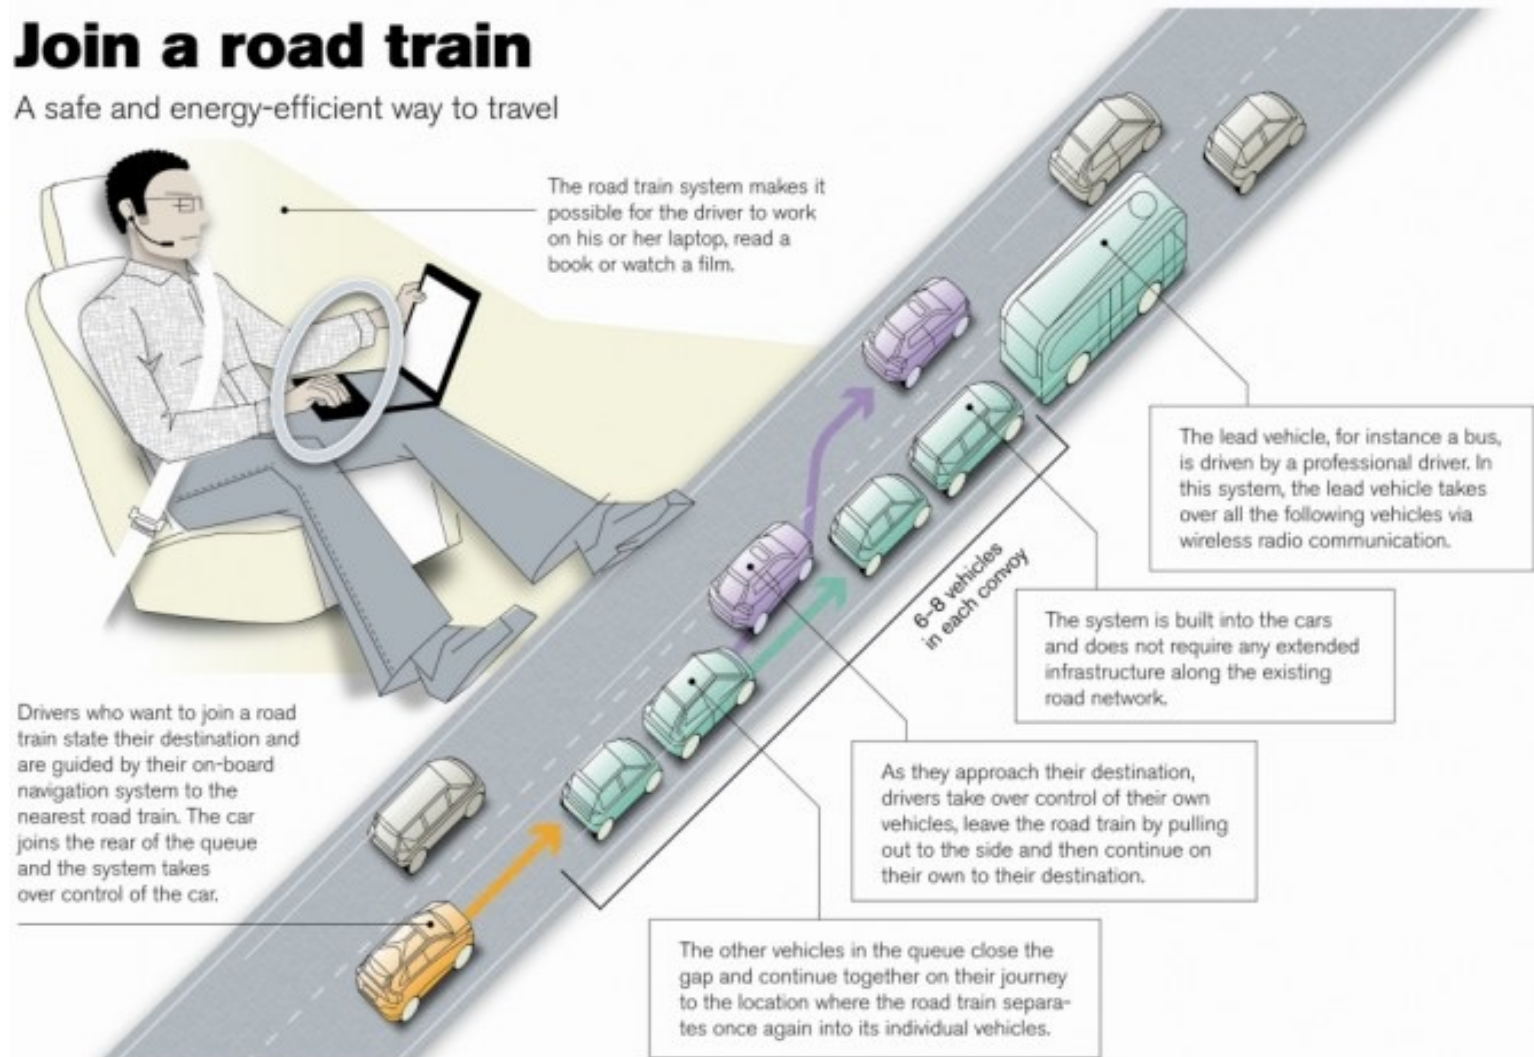 Join a road train
A safe and energy-efficient way to travel
The road train system makes it
possible for the driver to work
on his or her laptop, read a
book or watch a film.
The lead vehicle, for instance a bus,
is driven by a professional driver. In
this system, the lead vehicle takes
over all the following vehicles via
wireless radio communication.
6–8 vehicles
in each convoy
The system is built into the cars
and does not require any extended
infrastructure along the existing
road network.
Drivers who want to join a road
train state their destination and
are guided by their on-board
navigation system to the
nearest road train. The car
joins the rear of the queue
and the system takes
over control of the car.
As they approach their destination,
drivers take over control of their own
vehicles, leave the road train by pulling
out to the side and then continue on
their own to their destination.
The other vehicles in the queue close the
gap and continue together on their journey
to the location where the road train separa-
tes once again into its individual vehicles.